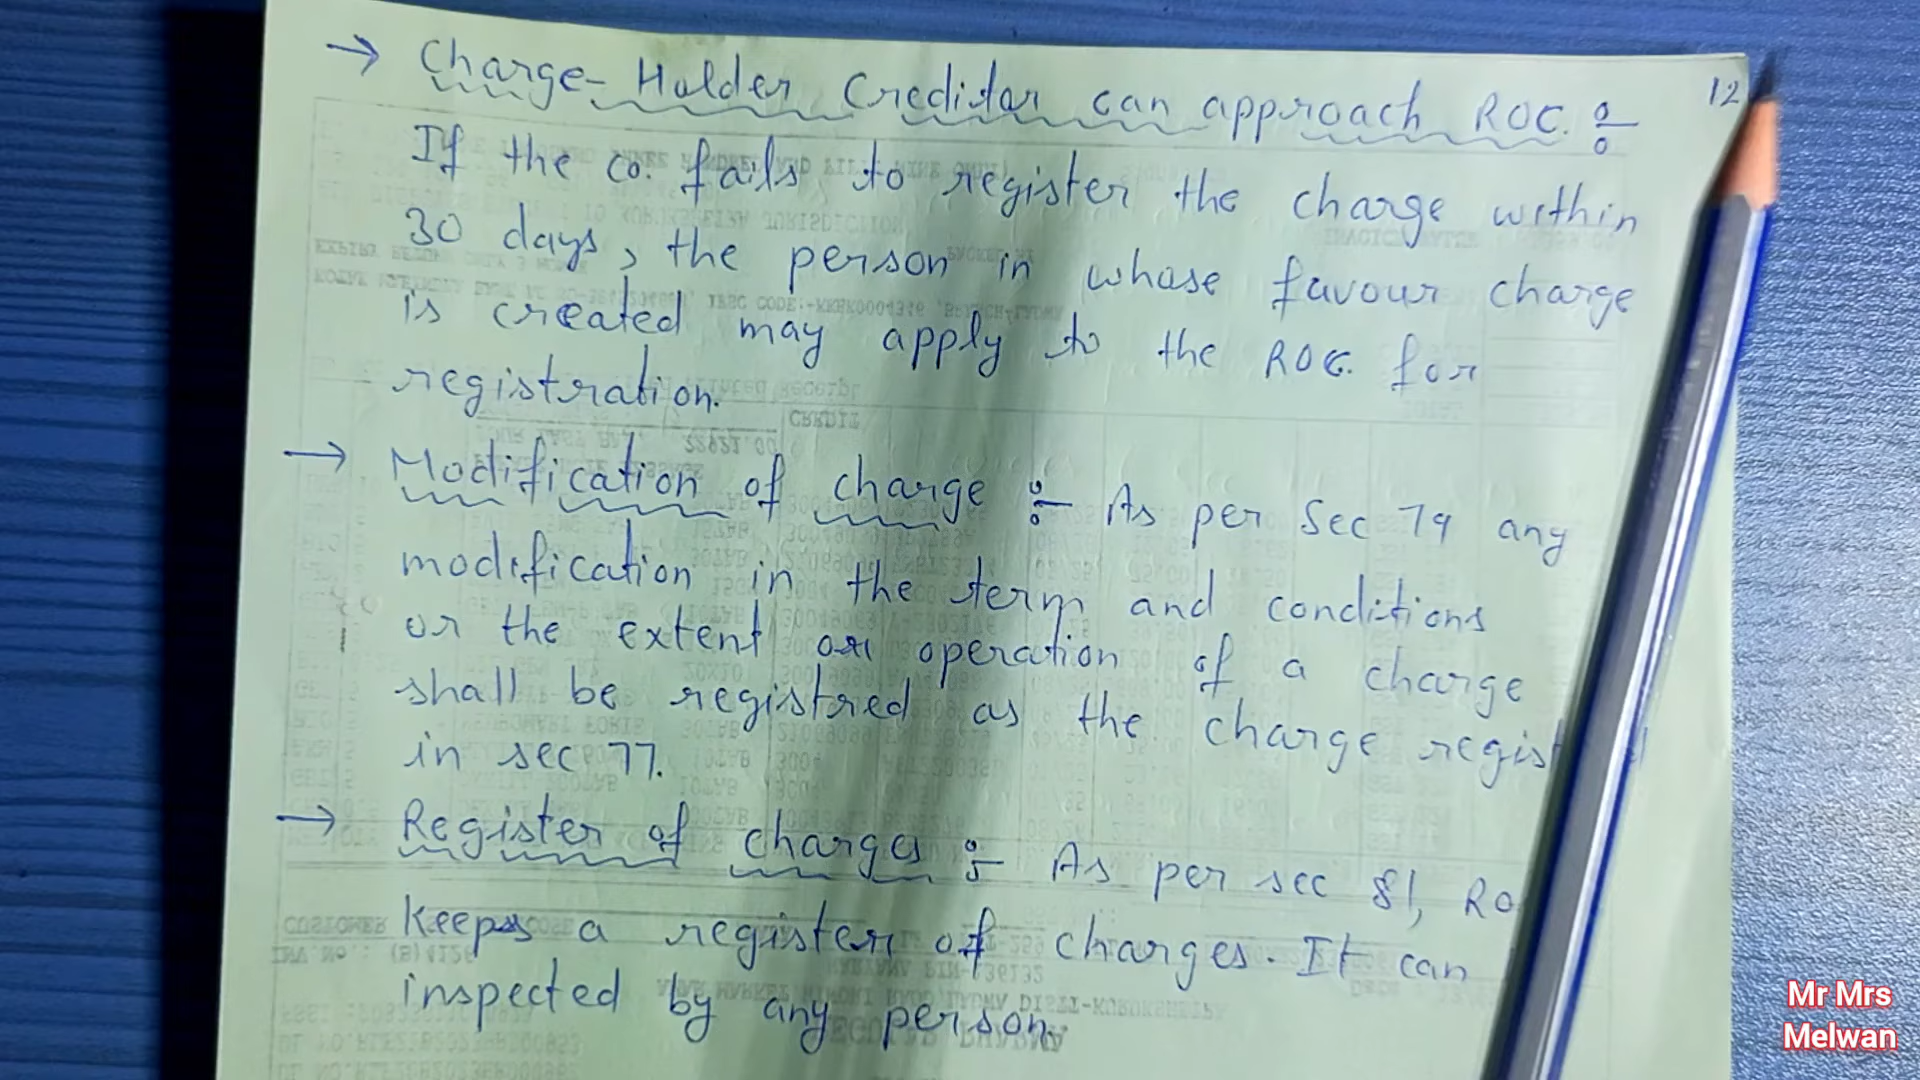 → Charge-Holder Creditor can approach ROC. :-
12
If the co. fails to register the charge within
30 days, the person in whose favour charge
is created may apply to the ROC. for
registration.
→ Modification of charge :- As per Sec 79 any
modification in the term and conditions
or the extent or operation of a charge
shall be registred as the charge regist
in sec 77.
→ Register of charges :- As per sec 81, RO
Keeps a register of charges. It can
inspected by any person.
Mr Mrs
Melwan